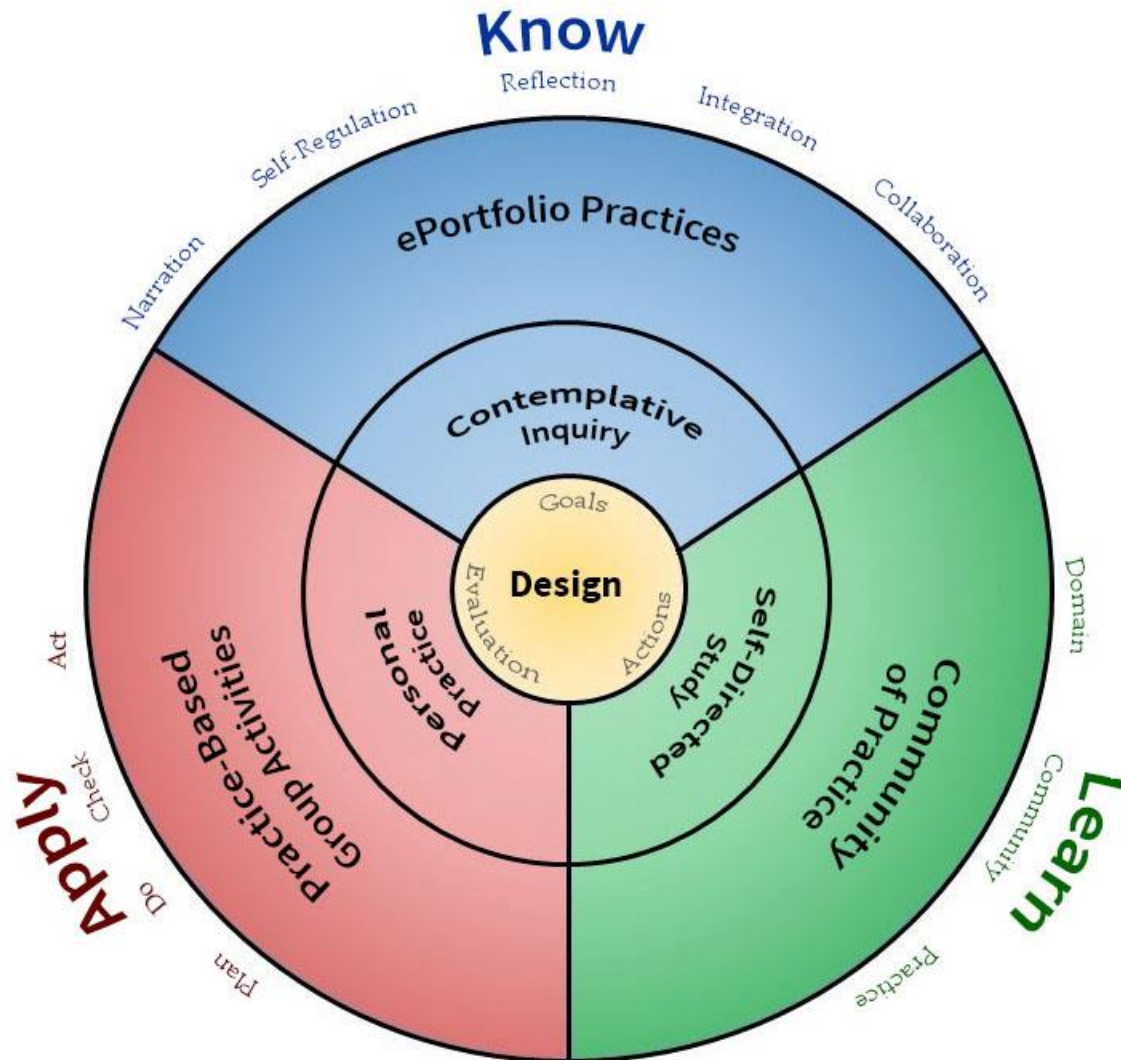 Know
Narration
Self-Regulation
Reflection
Integration
Collaboration
ePortfolio Practices
Contemplative
Inquiry
Goals
Design
Evaluation
Actions
Personal
Practice
Self-Directed
Study
Practice-Based
Group Activities
Community
of Practice
Apply
Act
Check
Do
Plan
Learn
Domain
Community
Practice